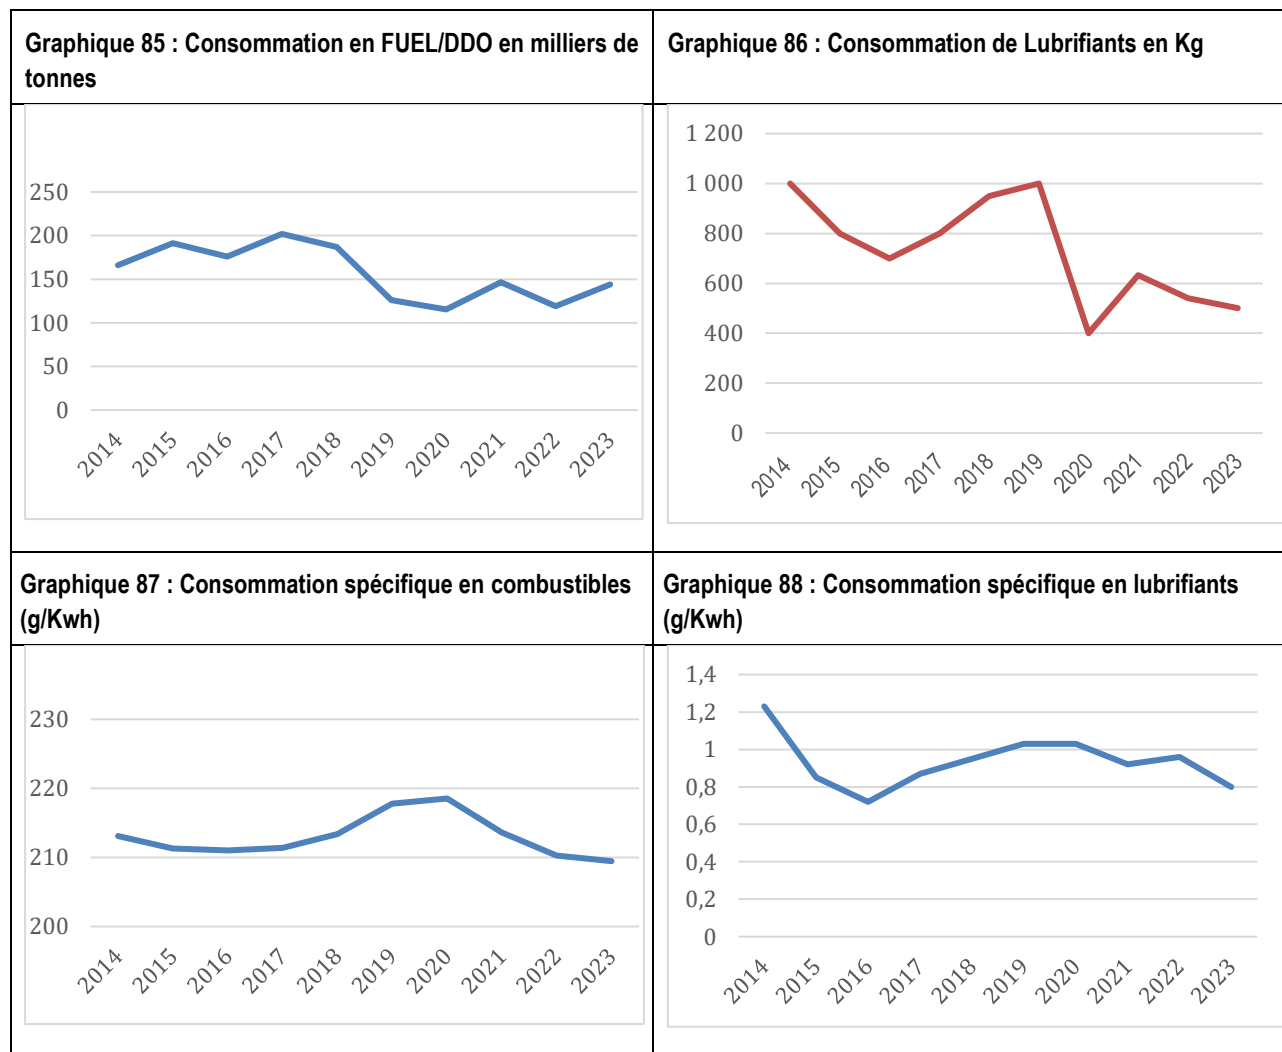 Graphique 85 : Consommation en FUEL/DDO en milliers de
tonnes
Graphique 86 : Consommation de Lubrifiants en Kg
250
200
150
100
50
0
2014 2015 2016 2017 2018 2019 2020 2021 2022 2023
1 200
1 000
800
600
400
200
0
2014 2015 2016 2017 2018 2019 2020 2021 2022 2023
Graphique 87 : Consommation spécifique en combustibles
(g/Kwh)
Graphique 88 : Consommation spécifique en lubrifiants
(g/Kwh)
230
220
210
200
2014 2015 2016 2017 2018 2019 2020 2021 2022 2023
1,4
1,2
1
0,8
0,6
0,4
0,2
0
2014 2015 2016 2017 2018 2019 2020 2021 2022 2023